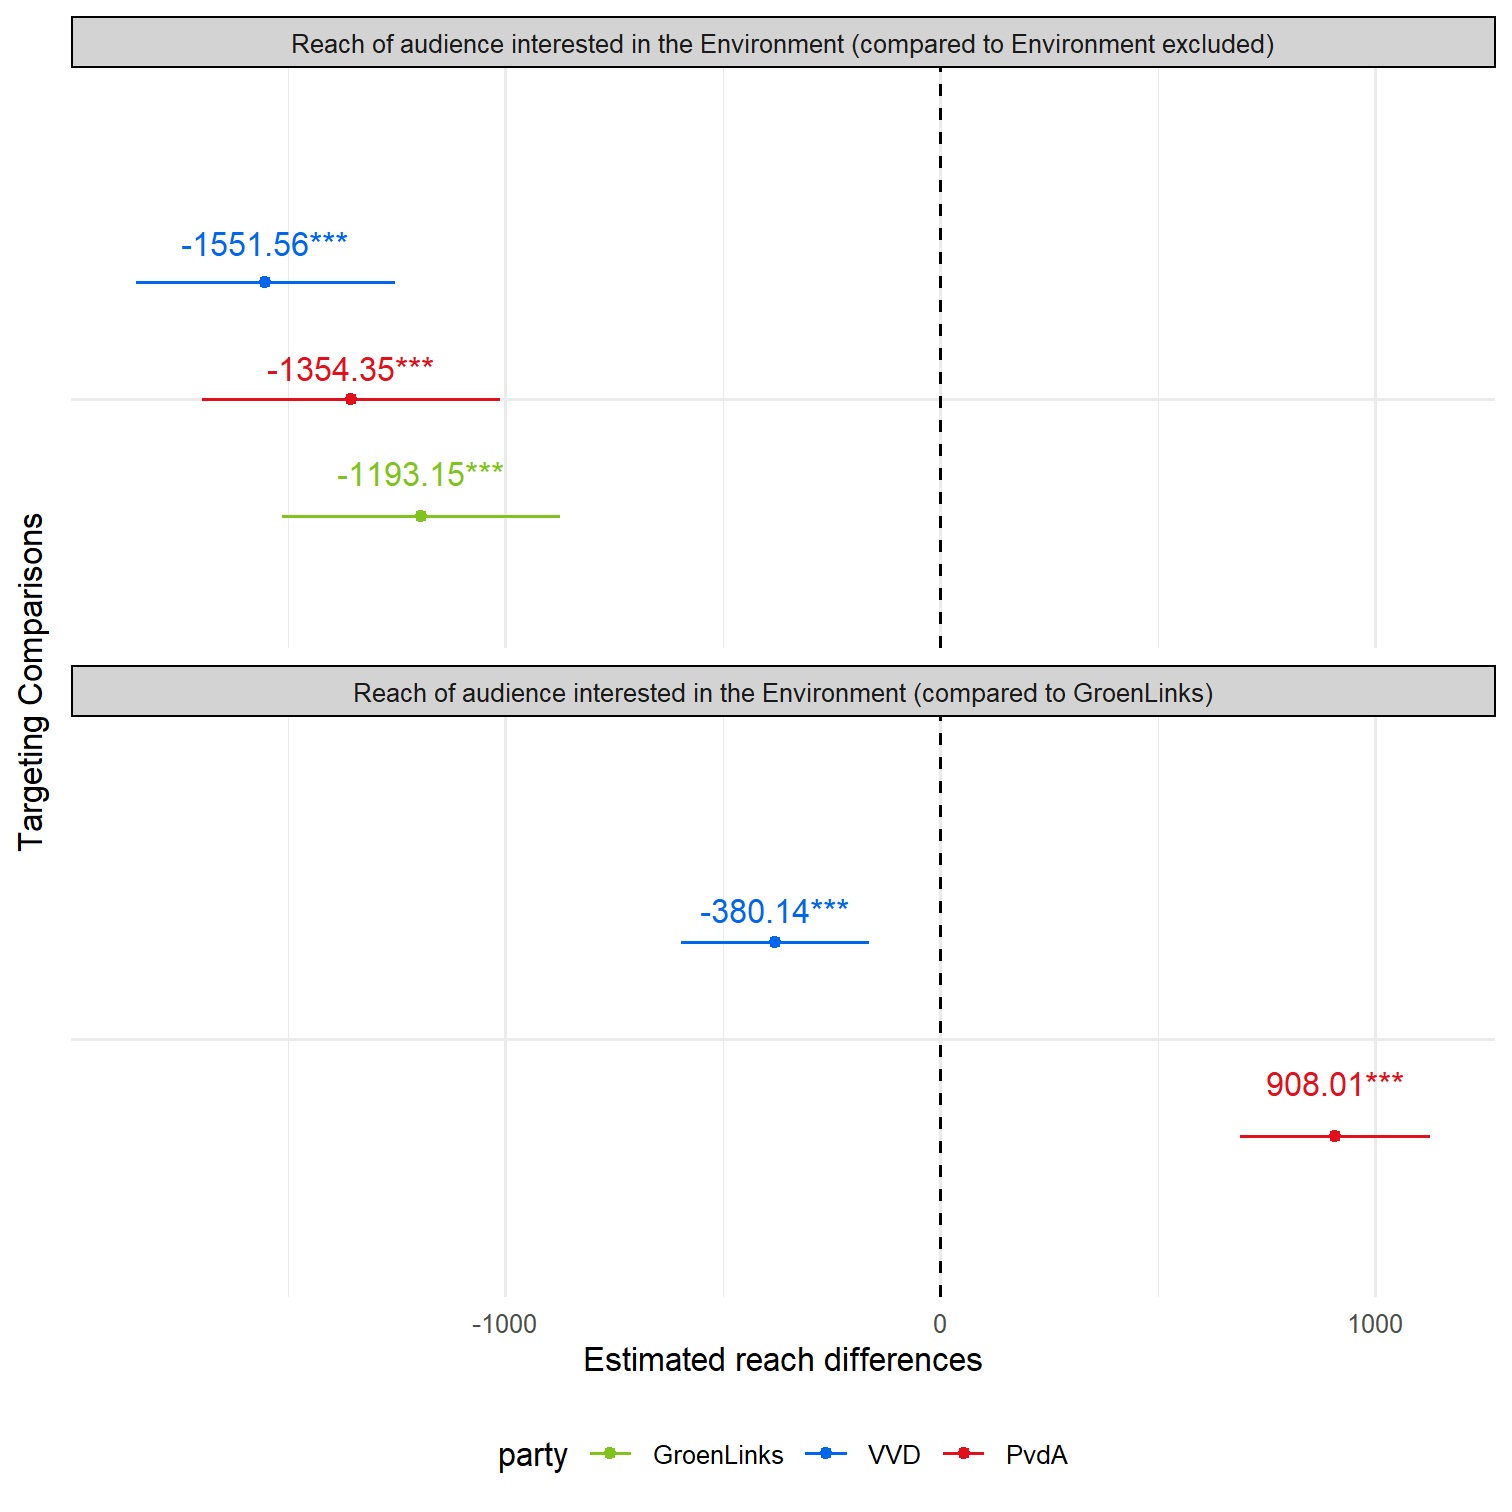 Reach of audience interested in the Environment (compared to Environment excluded)
-1551.56***
-1354.35***
-1193.15***
Targeting Comparisons
Reach of audience interested in the Environment (compared to GroenLinks)
-380.14***
908.01***
-1000 0 1000
Estimated reach differences
party GroenLinks VVD PvdA